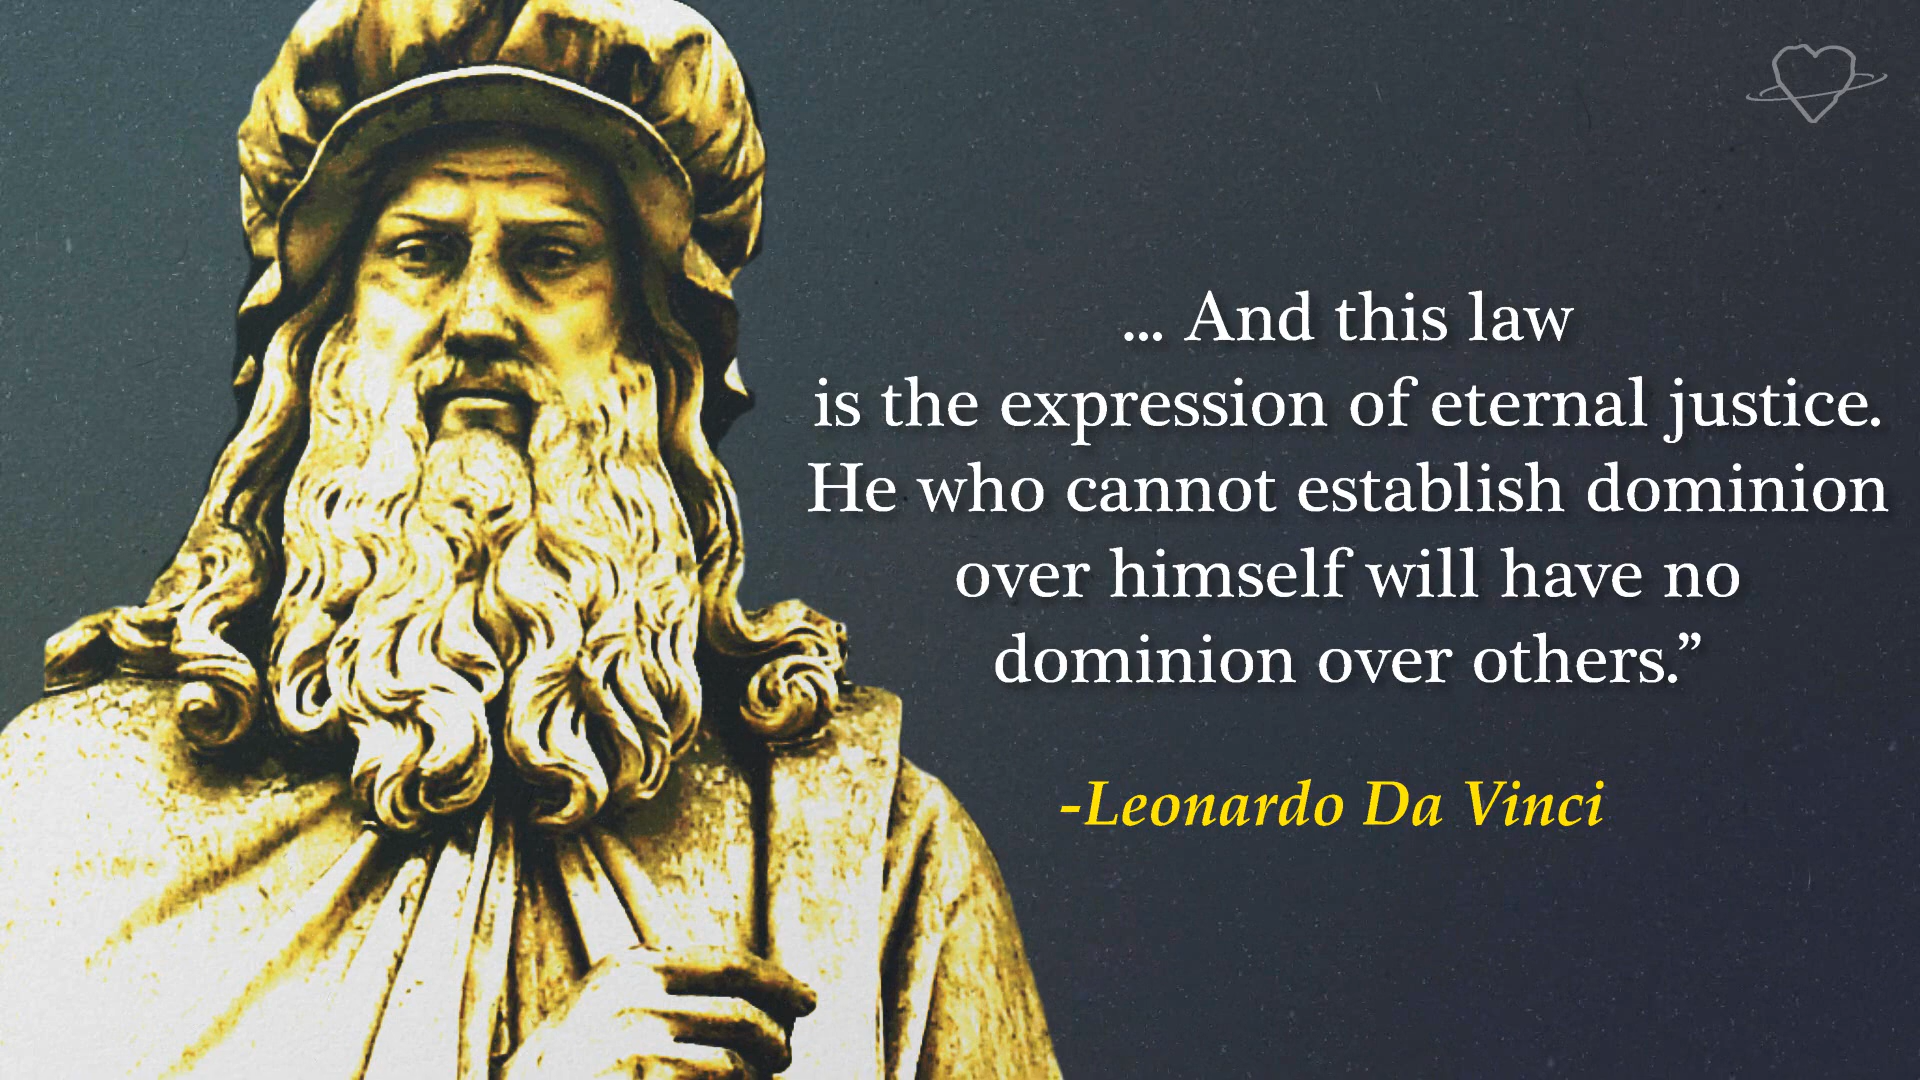 ... And this law
is the expression of eternal justice.
He who cannot establish dominion
over himself will have no
dominion over others.”
-Leonardo Da Vinci